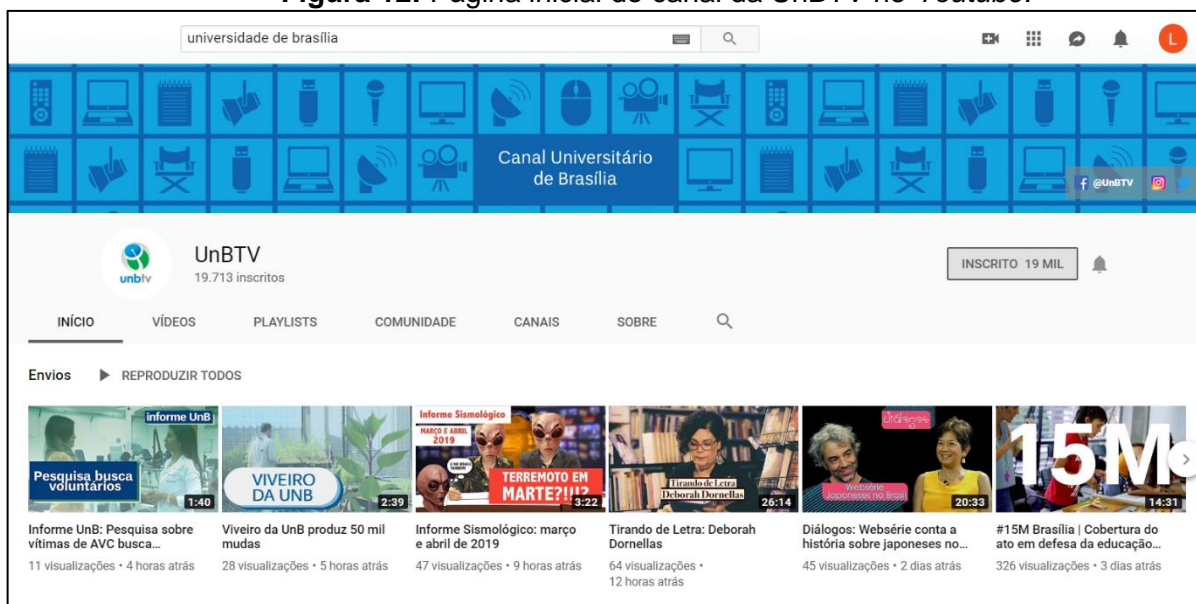 Figura 12. Página inicial do canal da UnBTV no Youtube.
universidade de brasília
L
Canal Universitário
de Brasília
@UnBTV
unbtv
UnBTV
19.713 inscritos
INSCRITO 19 MIL
INÍCIO VÍDEOS PLAYLISTS COMUNIDADE CANAIS SOBRE
Envios REPRODUZIR TODOS
informe UnB
Pesquisa busca
voluntários
1:40
VIVEIRO
DA UNB
2:39
Informe Sismológico
MARÇO E ABRIL
2019
TERREMOTO EM
MARTE?!!!?
3:22
Tirando de Letra
Deborah Dornellas
26:14
diálogos
Websérie
Japoneses no Brasil
20:33
15M
14:31
Informe UnB: Pesquisa sobre
vítimas de AVC busca...
11 visualizações • 4 horas atrás
Viveiro da UnB produz 50 mil
mudas
28 visualizações • 5 horas atrás
Informe Sismológico: março
e abril de 2019
47 visualizações • 9 horas atrás
Tirando de Letra: Deborah
Dornellas
64 visualizações •
12 horas atrás
Diálogos: Websérie conta a
história sobre japoneses no...
45 visualizações • 2 dias atrás
#15M Brasília | Cobertura do
ato em defesa da educação...
326 visualizações • 3 dias atrás